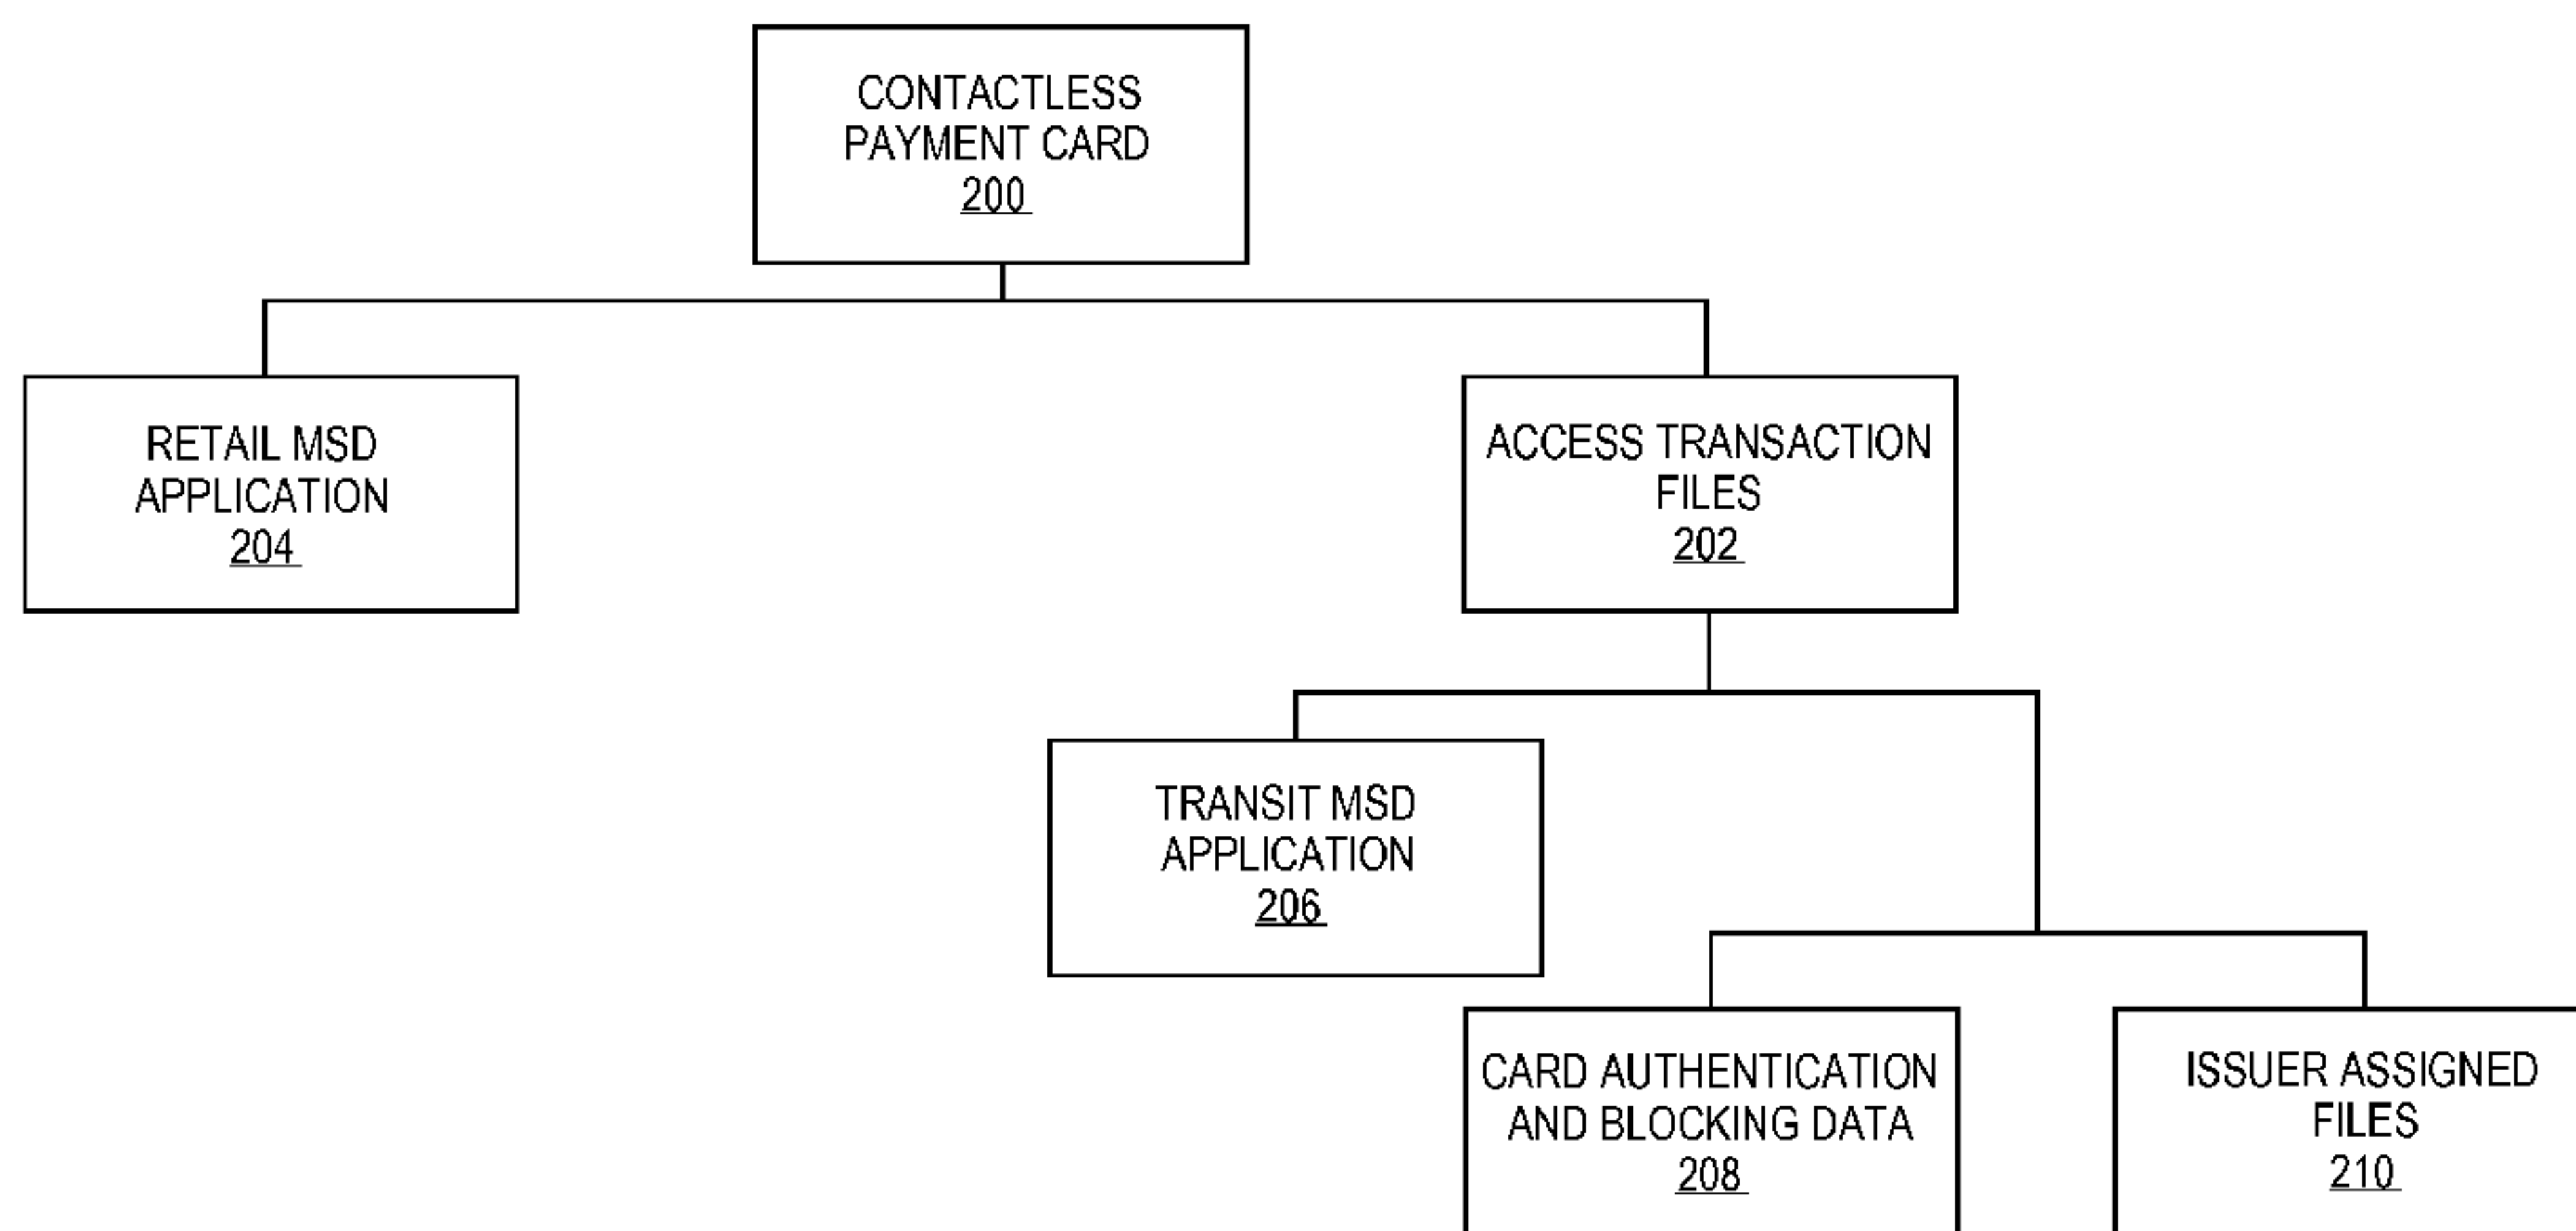 CONTACTLESS
PAYMENT CARD
200
RETAIL MSD
APPLICATION
204
ACCESS TRANSACTION
FILES
202
TRANSIT MSD
APPLICATION
206
CARD AUTHENTICATION
AND BLOCKING DATA
208
ISSUER ASSIGNED
FILES
210